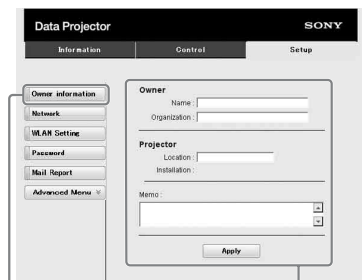 Data Projector SONY
Information Control Setup
Owner information
Network
WLAN Setting
Password
Mail Report
Advanced Menu
Owner
Name :
Organization :
Projector
Location :
Installation :
Memo :
Apply